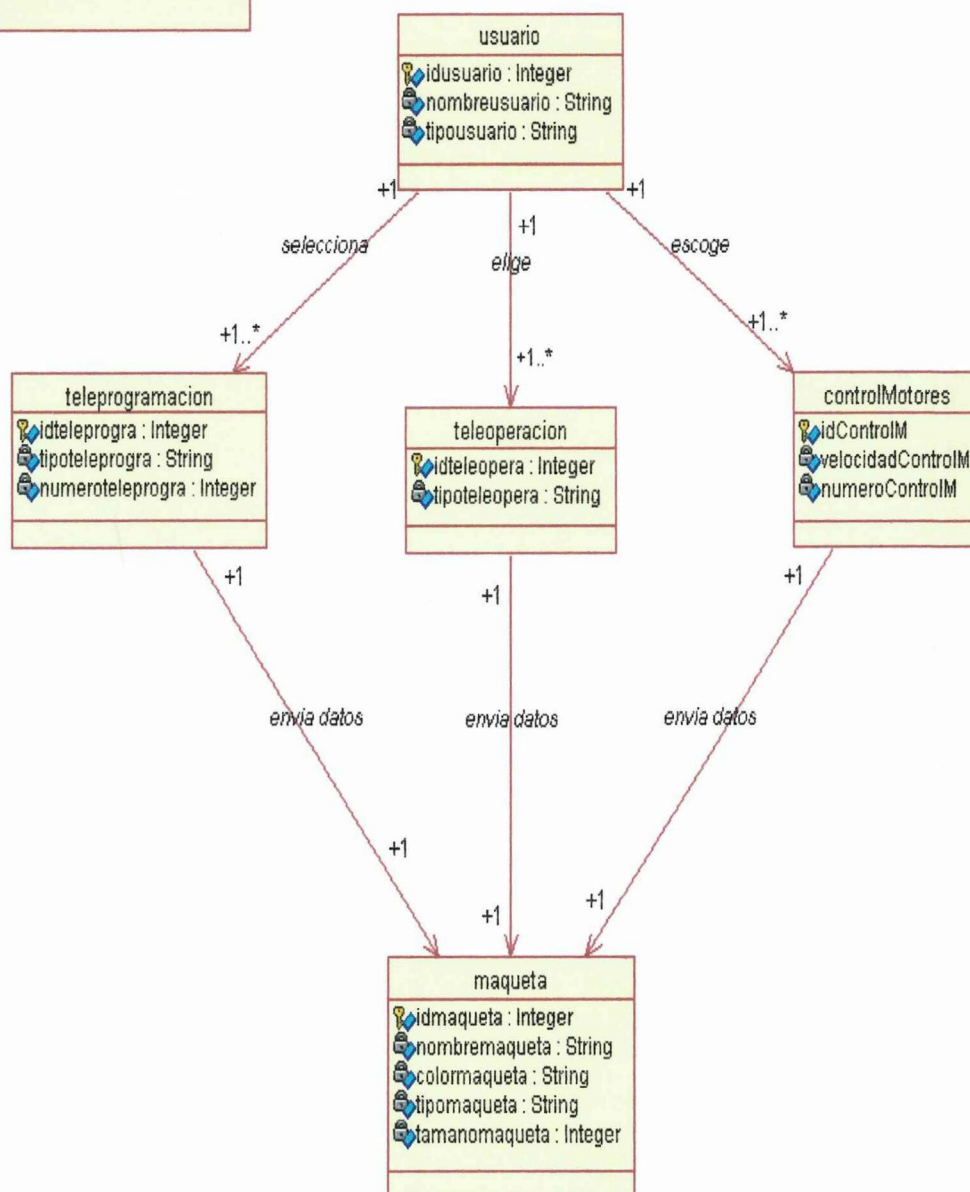 usuario
idusuario : Integer
nombreusuario : String
tipousuario : String
+1
+1
+1
selecciona
elige
escoge
+1..*
+1..*
+1..*
teleprogramacion
idteleprogra : Integer
tipoteleprogra : String
numeroteleprogra : Integer
teleoperacion
idteleopera : Integer
tipoteleopera : String
controlMotores
idControlM
velocidadControlM
numeroControlM
+1
+1
+1
envia datos
envia datos
envia datos
+1
+1
+1
maqueta
idmaqueta : Integer
nombremaqueta : String
colormaqueta : String
tipomaqueta : String
tamanomaqueta : Integer